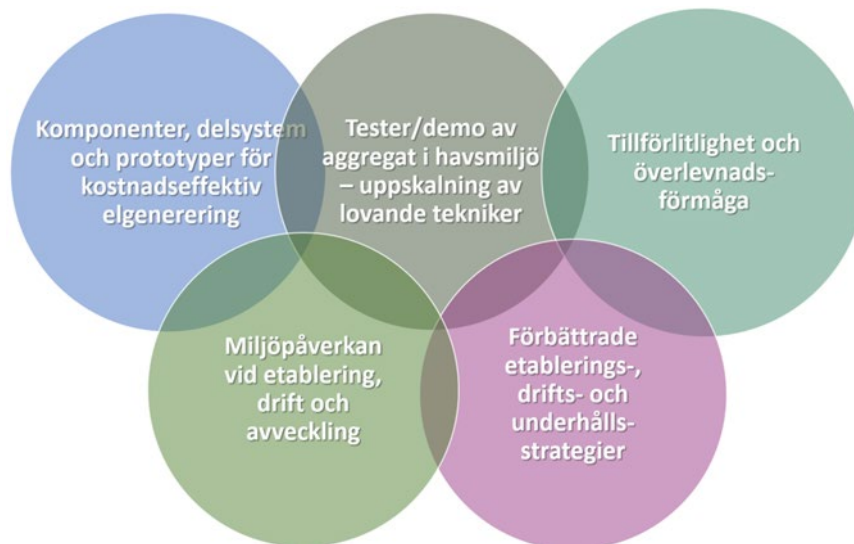 Komponenter, delsystem
och prototyper för
kostnadseffektiv
elgenerering
Tester/demo av
aggregat i havsmiljö
– uppskalning av
lovande tekniker
Tillförlitlighet och
överlevnads-
förmåga
Miljöpåverkan
vid etablering,
drift och
avveckling
Förbättrade
etablerings-,
drifts- och
underhålls-
strategier